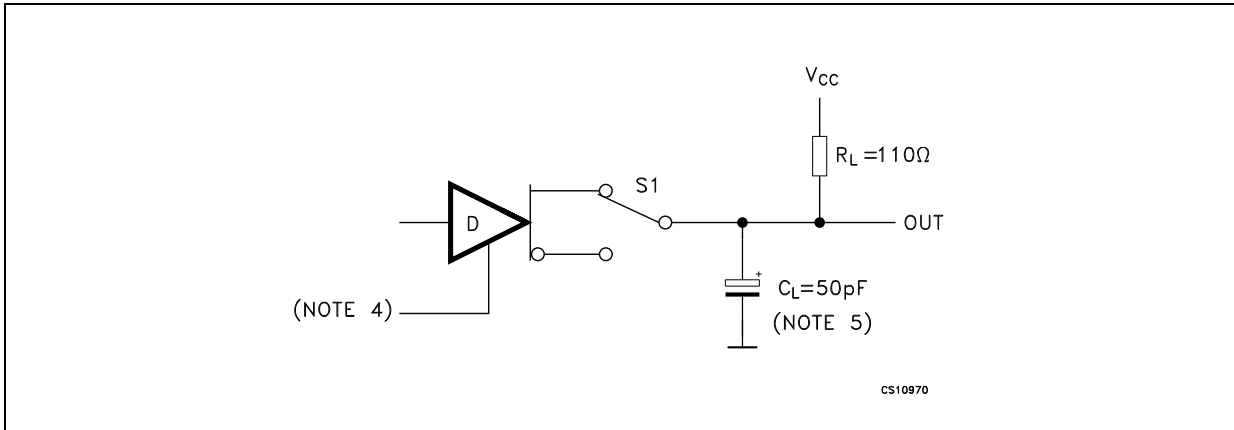 VCC
RL=110Ω
S1
D
OUT
CL=50pF
(NOTE 4)
(NOTE 5)
+
CS10970